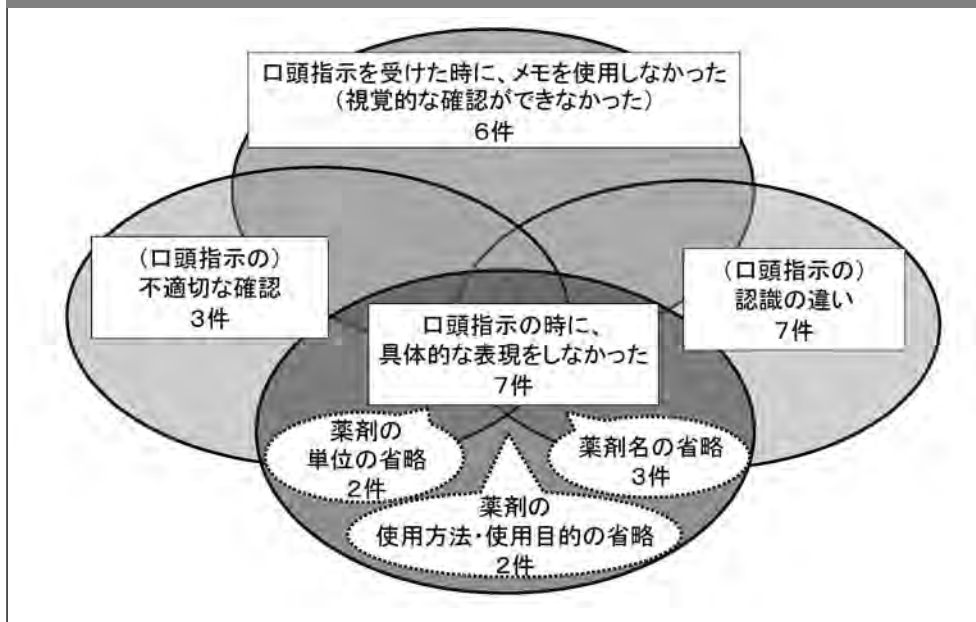 口頭指示を受けた時に、メモを使用しなかった
（視覚的な確認ができなかった）
６件
（口頭指示の）
不適切な確認
３件
（口頭指示の）
認識の違い
７件
口頭指示の時に、
具体的な表現をしなかった
７件
薬剤の
単位の省略
２件
薬剤名の省略
３件
薬剤の
使用方法・使用目的の省略
２件